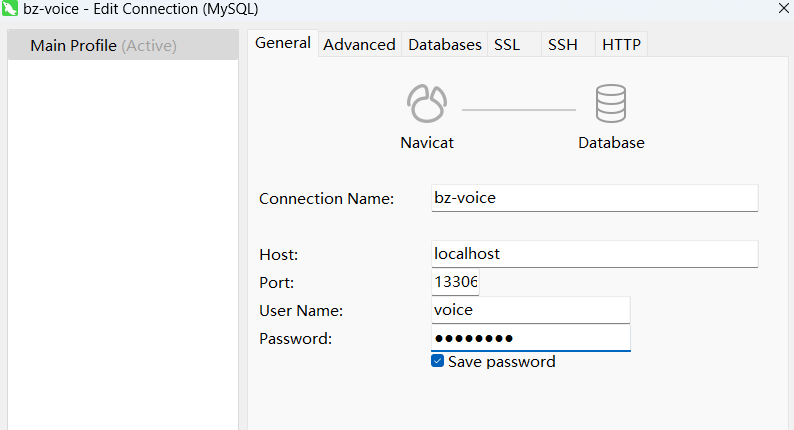 bz-voice - Edit Connection (MySQL)
Main Profile (Active)
General Advanced Databases SSL SSH HTTP
Navicat Database
Connection Name: bz-voice
Host: localhost
Port: 13306
User Name: voice
Password: ●●●●●●●●
Save password